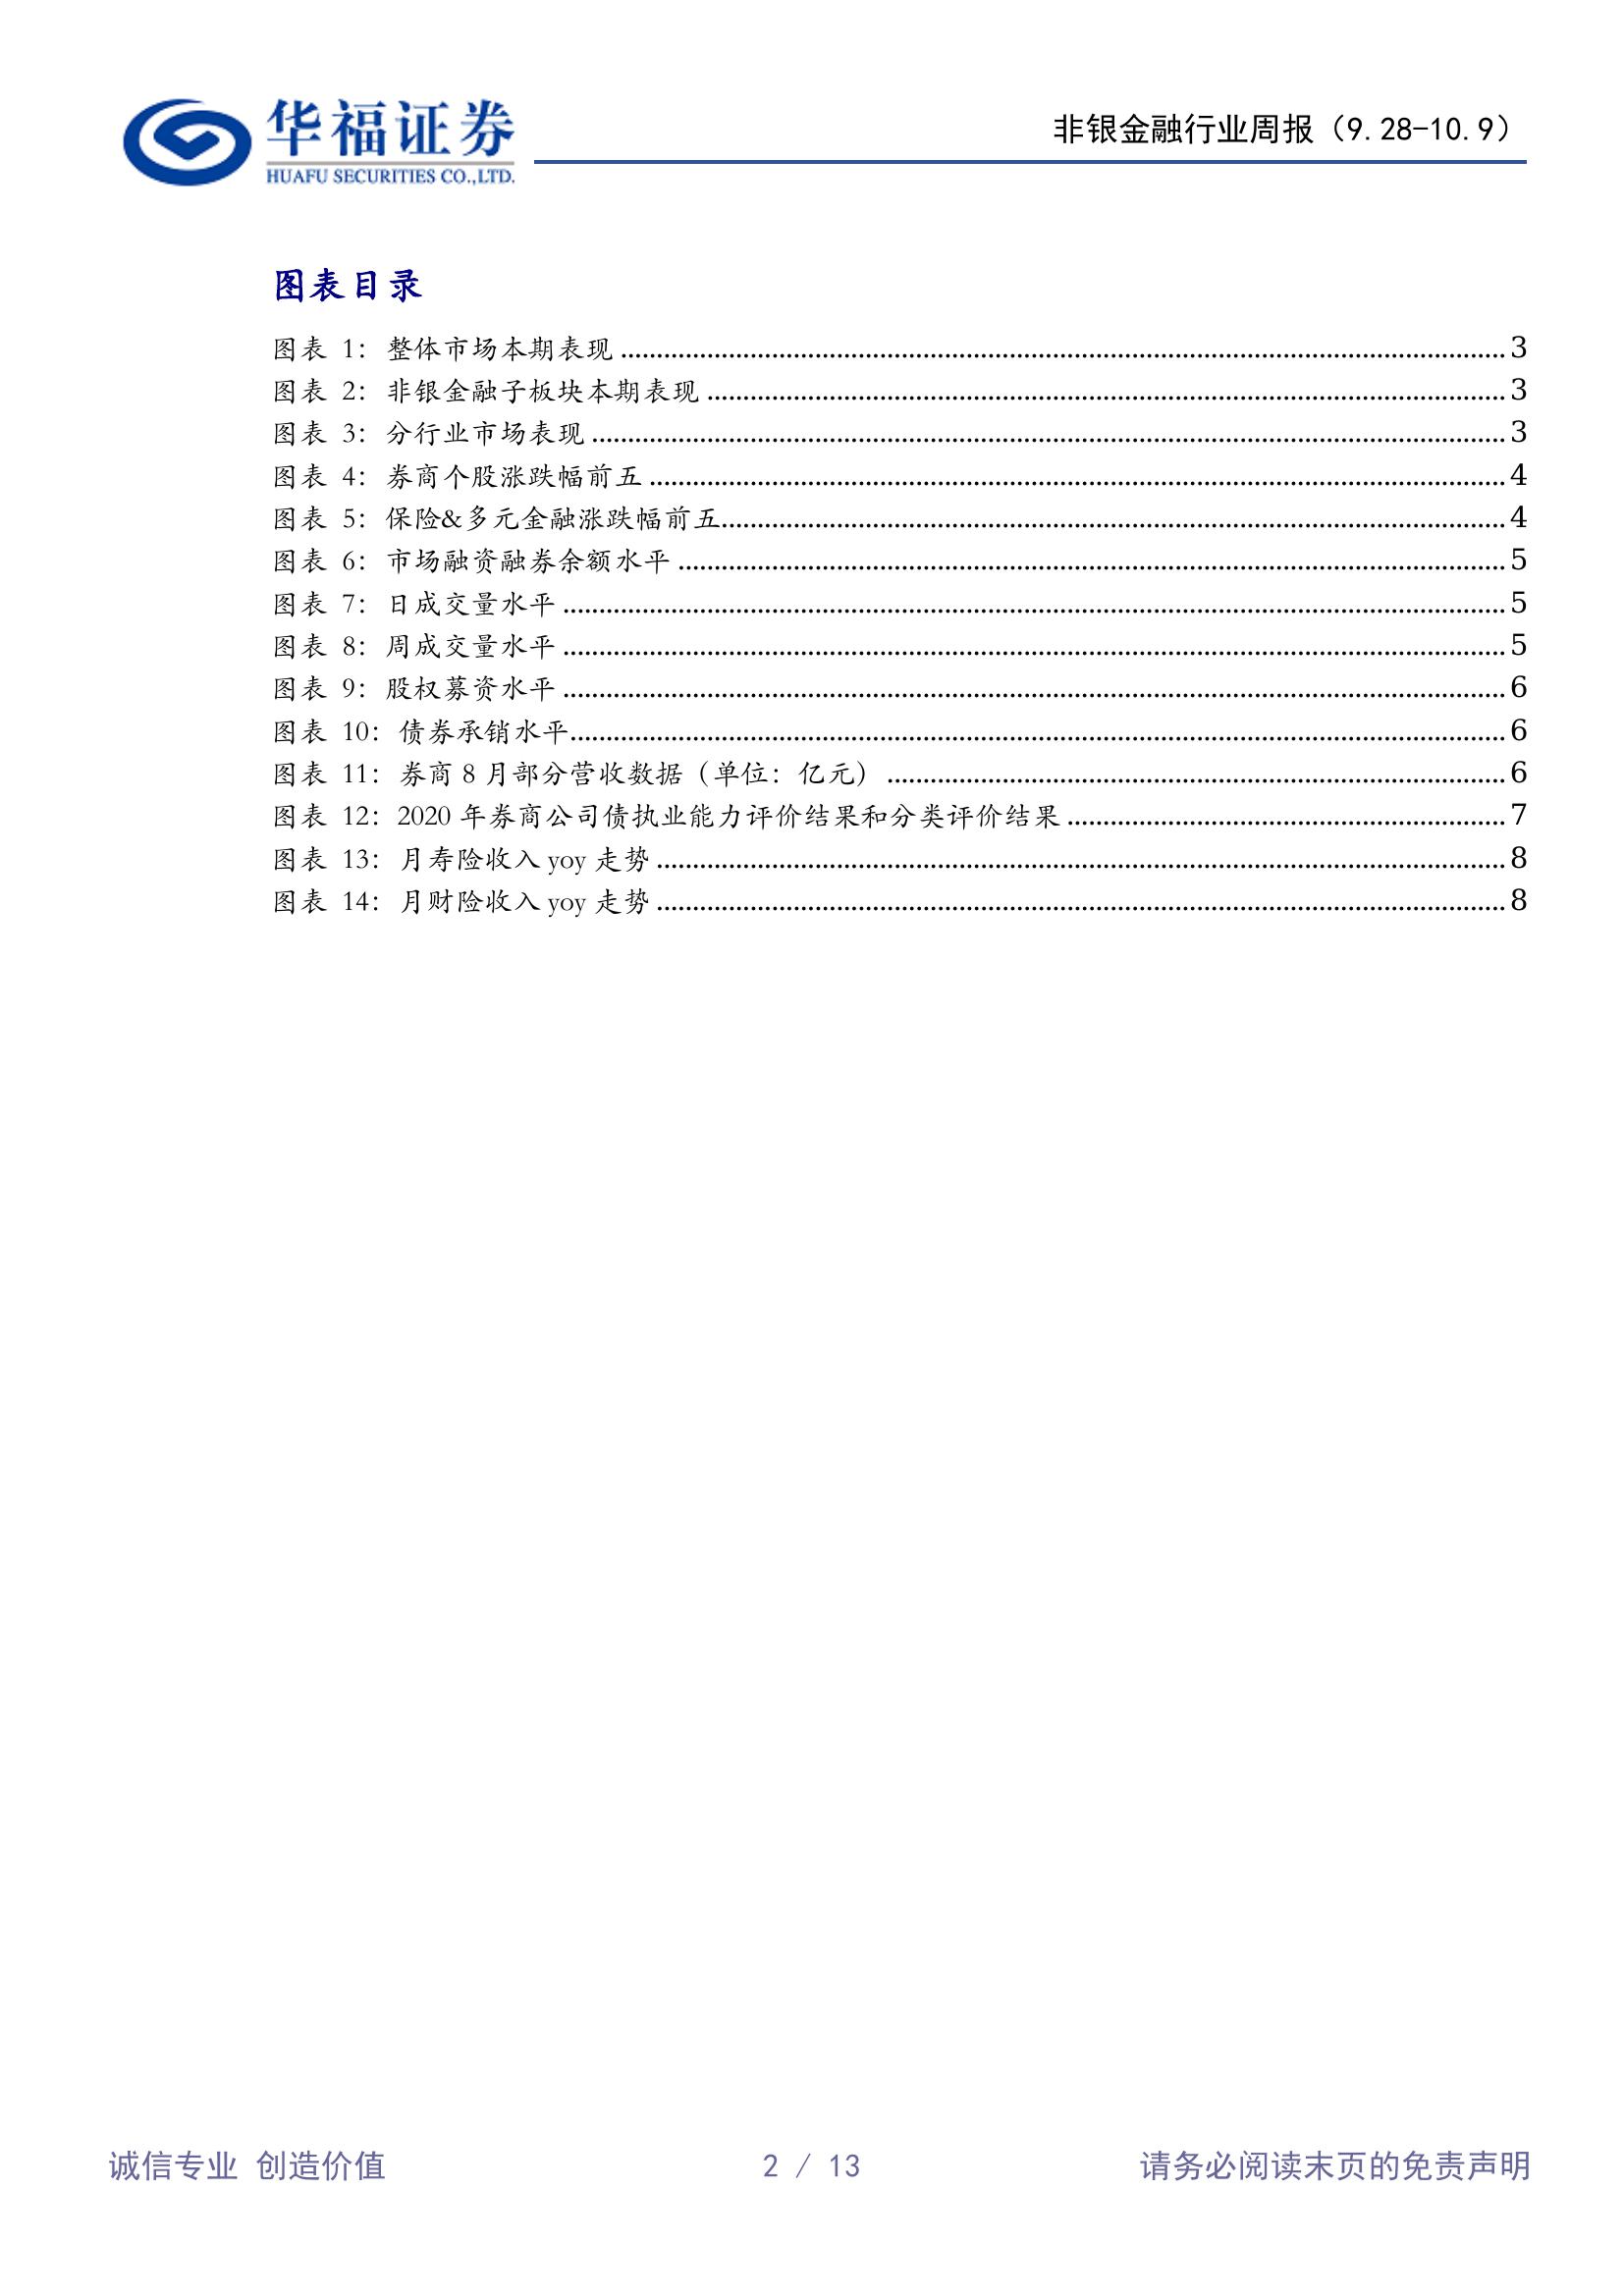 华福证券
HUAFU SECURITIES CO.,LTD.
非银金融行业周报（9.28-10.9）
图表目录
图表 1：整体市场本期表现 ........ 3
图表 2：非银金融子板块本期表现 ........ 3
图表 3：分行业市场表现 ........ 3
图表 4：券商个股涨跌幅前五 ........ 4
图表 5：保险&多元金融涨跌幅前五........ 4
图表 6：市场融资融券余额水平 ........ 5
图表 7：日成交量水平 ........ 5
图表 8：周成交量水平 ........ 5
图表 9：股权募资水平 ........ 6
图表 10：债券承销水平........ 6
图表 11：券商 8 月部分营收数据（单位：亿元） ........ 6
图表 12：2020 年券商公司债执业能力评价结果和分类评价结果 ........ 7
图表 13：月寿险收入 yoy 走势 ........ 8
图表 14：月财险收入 yoy 走势 ........ 8
诚信专业 创造价值
2 / 13
请务必阅读末页的免责声明